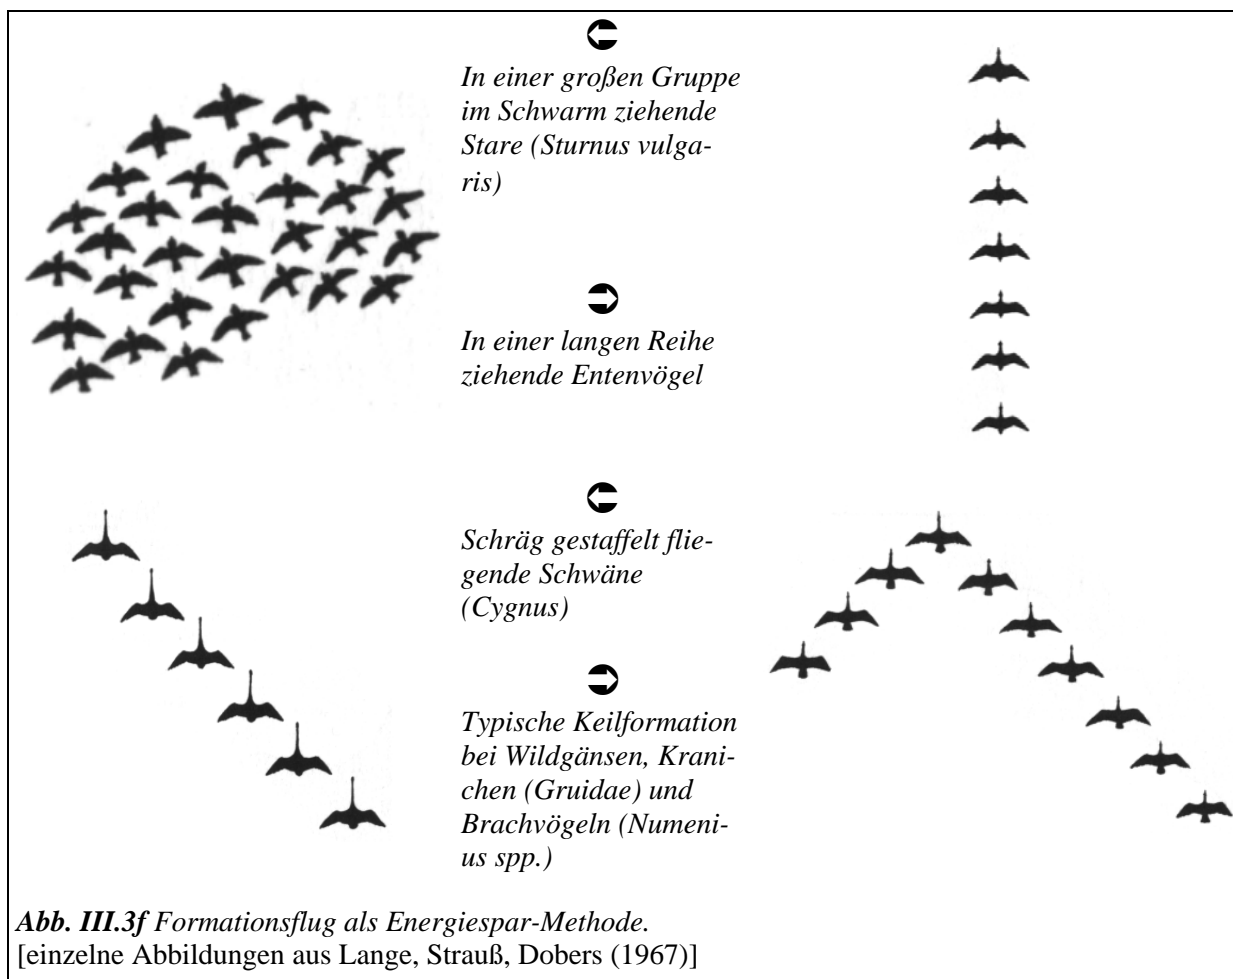 In einer großen Gruppe
im Schwarm ziehende
Stare (Sturnus vulga-
ris)
In einer langen Reihe
ziehende Entenvögel
Schräg gestaffelt flie-
gende Schwäne
(Cygnus)
Typische Keilformation
bei Wildgänsen, Krani-
chen (Gruidae) und
Brachvögeln (Numeni-
us spp.)
Abb. III.3f Formationsflug als Energiespar-Methode.
[einzelne Abbildungen aus Lange, Strauß, Dobers (1967)]